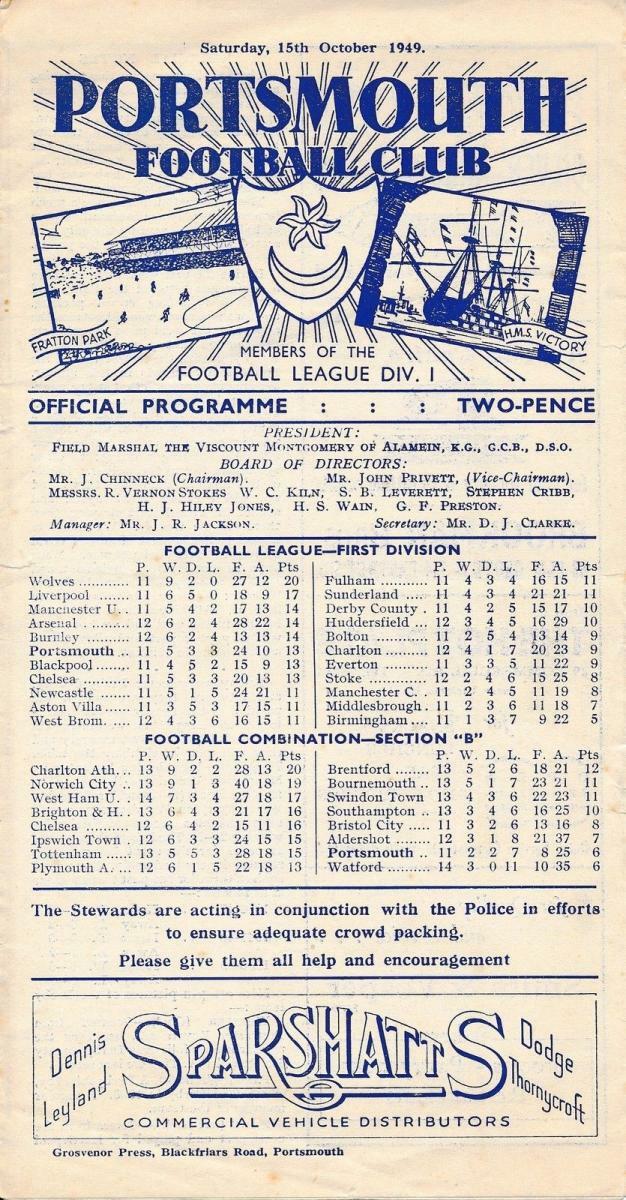 Saturday, 15th October 1949.
PORTSMOUTH
FOOTBALL CLUB
FRATTON PARK
H.M.S. VICTORY
MEMBERS OF THE
FOOTBALL LEAGUE DIV. I
OFFICIAL PROGRAMME : : : TWO-PENCE
PRESIDENT:
FIELD MARSHAL THE VISCOUNT MONTGOMERY OF ALAMEIN, K.G., G.C.B., D.S.O.
BOARD OF DIRECTORS:
MR. J. CHINNECK (Chairman). MR. JOHN PRIVETT, (Vice-Chairman).
MESSRS. R. VERNON STOKES W. C. KILN, S. B. LEVERETT, STEPHEN CRIBB,
H. J. HILEY JONES, H. S. WAIN, G. F. PRESTON.
Manager: MR. J. R. JACKSON. Secretary: MR. D. J. CLARKE.
FOOTBALL LEAGUE—FIRST DIVISION
P. W. D. L. F. A. Pts
Wolves ............ 11 9 2 0 27 12 20
Liverpool ........ 11 6 5 0 18 9 17
Manchester U. . 11 5 4 2 17 13 14
Arsenal . ......... 12 6 2 4 28 22 14
Burnley .......... 12 6 2 4 13 13 14
Portsmouth .. 11 5 3 3 24 10 13
Blackpool....... 11 4 5 2 15 9 13
Chelsea .......... 11 5 3 3 20 13 13
Newcastle ....... 11 5 1 5 24 21 11
Aston Villa ...... 11 3 5 3 17 15 11
West Brom. .... 12 4 3 6 16 15 11
P. W. D. L. F. A. Pts
Fulham ........... 11 4 3 4 16 15 11
Sunderland .... 11 4 3 4 21 21 11
Derby County . 11 4 2 5 15 17 10
Huddersfield ... 12 3 4 5 16 29 10
Bolton ............ 11 2 5 4 13 14 9
Charlton ......... 12 4 1 7 20 23 9
Everton .......... 11 3 3 5 11 22 9
Stoke ............. 12 2 4 6 15 25 8
Manchester C. . 11 2 4 5 11 19 8
Middlesbrough . 11 2 3 6 11 18 7
Birmingham .... 11 1 3 7 9 22 5
FOOTBALL COMBINATION—SECTION "B"
P. W. D. L. F. A. Pts
Charlton Ath... 13 9 2 2 28 13 20
Norwich City .. 13 9 1 3 40 18 19
West Ham U. . 14 7 3 4 27 18 17
Brighton & H.. 13 6 4 3 21 17 16
Chelsea .......... 12 6 4 2 15 11 16
Ipswich Town . 12 6 3 3 24 15 15
Tottenham ...... 13 5 5 3 28 18 15
Plymouth A. ... 12 6 1 5 22 18 13
P. W. D. L. F. A. Pts
Brentford ........ 13 5 2 6 18 21 12
Bournemouth .. 13 5 1 7 23 21 11
Swindon Town 13 4 3 6 22 23 11
Southampton .. 13 3 4 6 16 25 10
Bristol City ..... 11 3 2 6 13 16 8
Aldershot ........ 12 3 1 8 21 37 7
Portsmouth .. 11 2 2 7 8 25 6
Watford .......... 14 3 0 11 10 35 6
The Stewards are acting in conjunction with the Police in efforts
to ensure adequate crowd packing.
Please give them all help and encouragement
Dennis
Leyland
SPARSHATTS
Dodge
Thornycroft
COMMERCIAL VEHICLE DISTRIBUTORS
Grosvenor Press, Blackfriars Road, Portsmouth